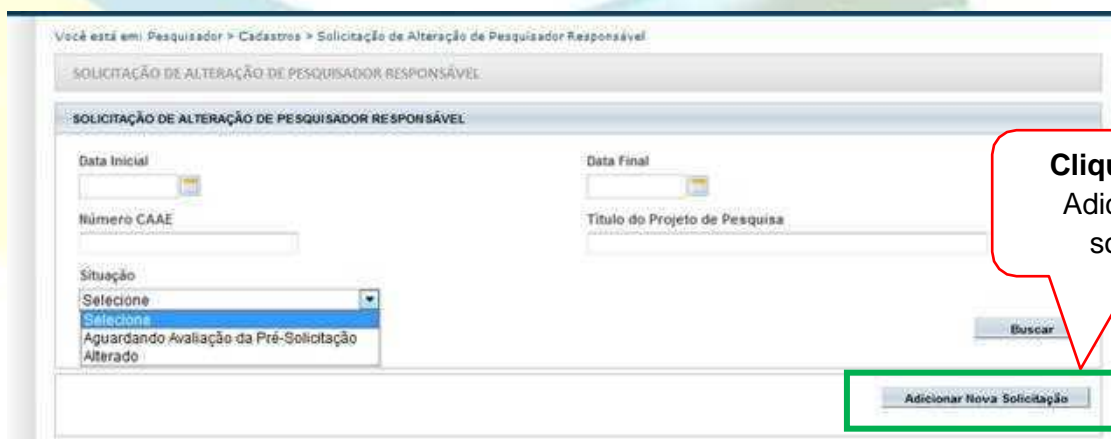 Você está em: Pesquisador > Cadastros > Solicitação de Alteração de Pesquisador Responsável
SOLICITAÇÃO DE ALTERAÇÃO DE PESQUISADOR RESPONSÁVEL
SOLICITAÇÃO DE ALTERAÇÃO DE PESQUISADOR RESPONSÁVEL
Data Inicial
Data Final
Número CAAE
Título do Projeto de Pesquisa
Situação
Selecione
Selecione
Aguardando Avaliação da Pré-Solicitação
Alterado
Buscar
Adicionar Nova Solicitação